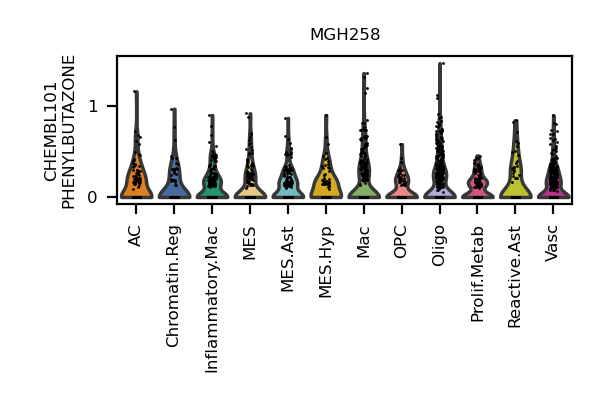 MGH258
CHEMBL101
PHENYLBUTAZONE
1
0
AC
Chromatin.Reg
Inflammatory.Mac
MES
MES.Ast
MES.Hyp
Mac
OPC
Oligo
Prolif.Metab
Reactive.Ast
Vasc